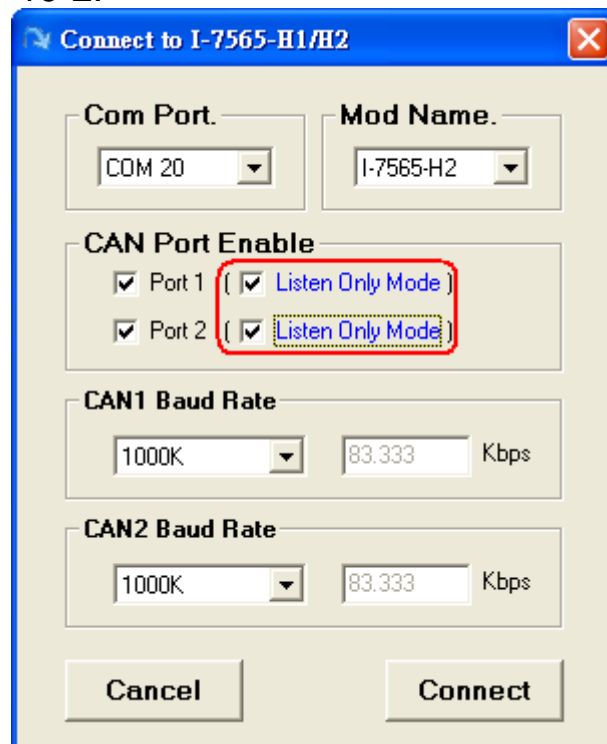 Connect to I-7565-H1/H2
Com Port. Mod Name.
COM 20 I-7565-H2
CAN Port Enable
Port 1 ( Listen Only Mode )
Port 2 ( Listen Only Mode )
CAN1 Baud Rate
1000K 83.333 Kbps
CAN2 Baud Rate
1000K 83.333 Kbps
Cancel Connect